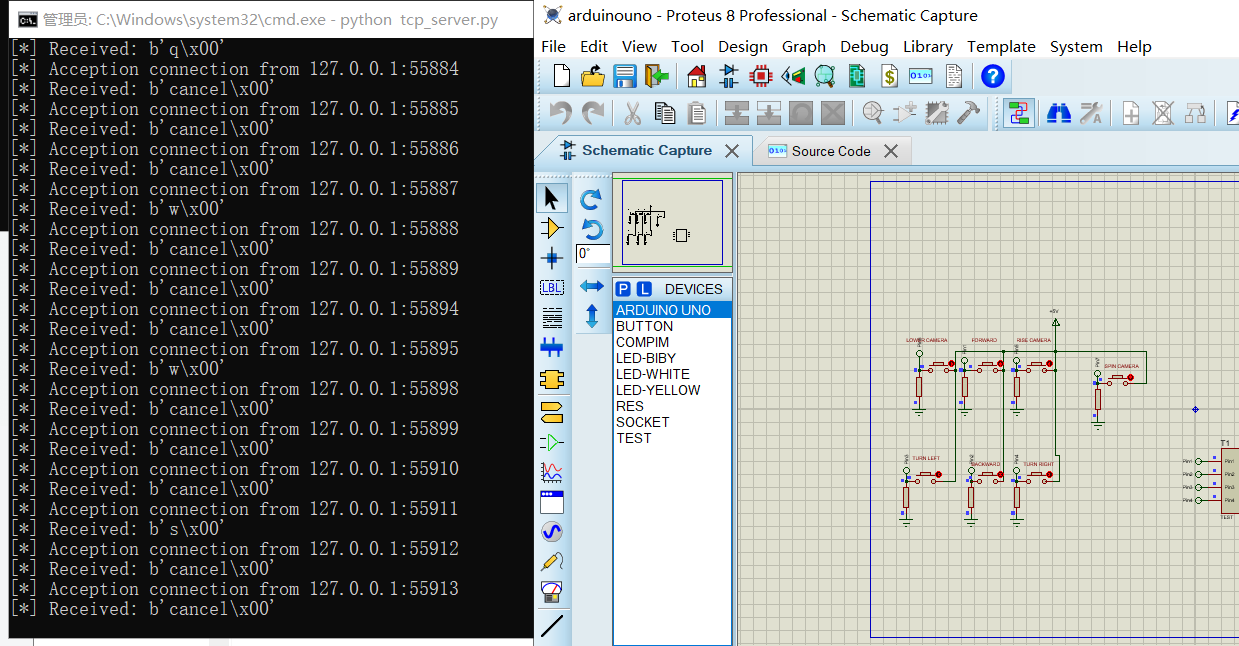 管理员: C:\Windows\system32\cmd.exe - python  tcp_server.py
[*] Received: b'q\x00'
[*] Acception connection from 127.0.0.1:55884
[*] Received: b'cancel\x00'
[*] Acception connection from 127.0.0.1:55885
[*] Received: b'cancel\x00'
[*] Acception connection from 127.0.0.1:55886
[*] Received: b'cancel\x00'
[*] Acception connection from 127.0.0.1:55887
[*] Received: b'w\x00'
[*] Acception connection from 127.0.0.1:55888
[*] Received: b'cancel\x00'
[*] Acception connection from 127.0.0.1:55889
[*] Received: b'cancel\x00'
[*] Acception connection from 127.0.0.1:55894
[*] Received: b'cancel\x00'
[*] Acception connection from 127.0.0.1:55895
[*] Received: b'w\x00'
[*] Acception connection from 127.0.0.1:55898
[*] Received: b'cancel\x00'
[*] Acception connection from 127.0.0.1:55899
[*] Received: b'cancel\x00'
[*] Acception connection from 127.0.0.1:55910
[*] Received: b'cancel\x00'
[*] Acception connection from 127.0.0.1:55911
[*] Received: b's\x00'
[*] Acception connection from 127.0.0.1:55912
[*] Received: b'cancel\x00'
[*] Acception connection from 127.0.0.1:55913
[*] Received: b'cancel\x00'
arduinouno - Proteus 8 Professional - Schematic Capture
File Edit View Tool Design Graph Debug Library Template System Help
Schematic Capture
Source Code
0°
LBL
P L DEVICES
ARDUINO UNO
BUTTON
COMPIM
LED-BIBY
LED-WHITE
LED-YELLOW
RES
SOCKET
TEST
+5V
LOWER CAMERA
FORWARD
RISE CAMERA
SPIN CAMERA
TURN LEFT
BACKWARD
TURN RIGHT
T1
Pin1 Pin1
Pin2 Pin2
Pin3 Pin3
Pin4 Pin4
TEST